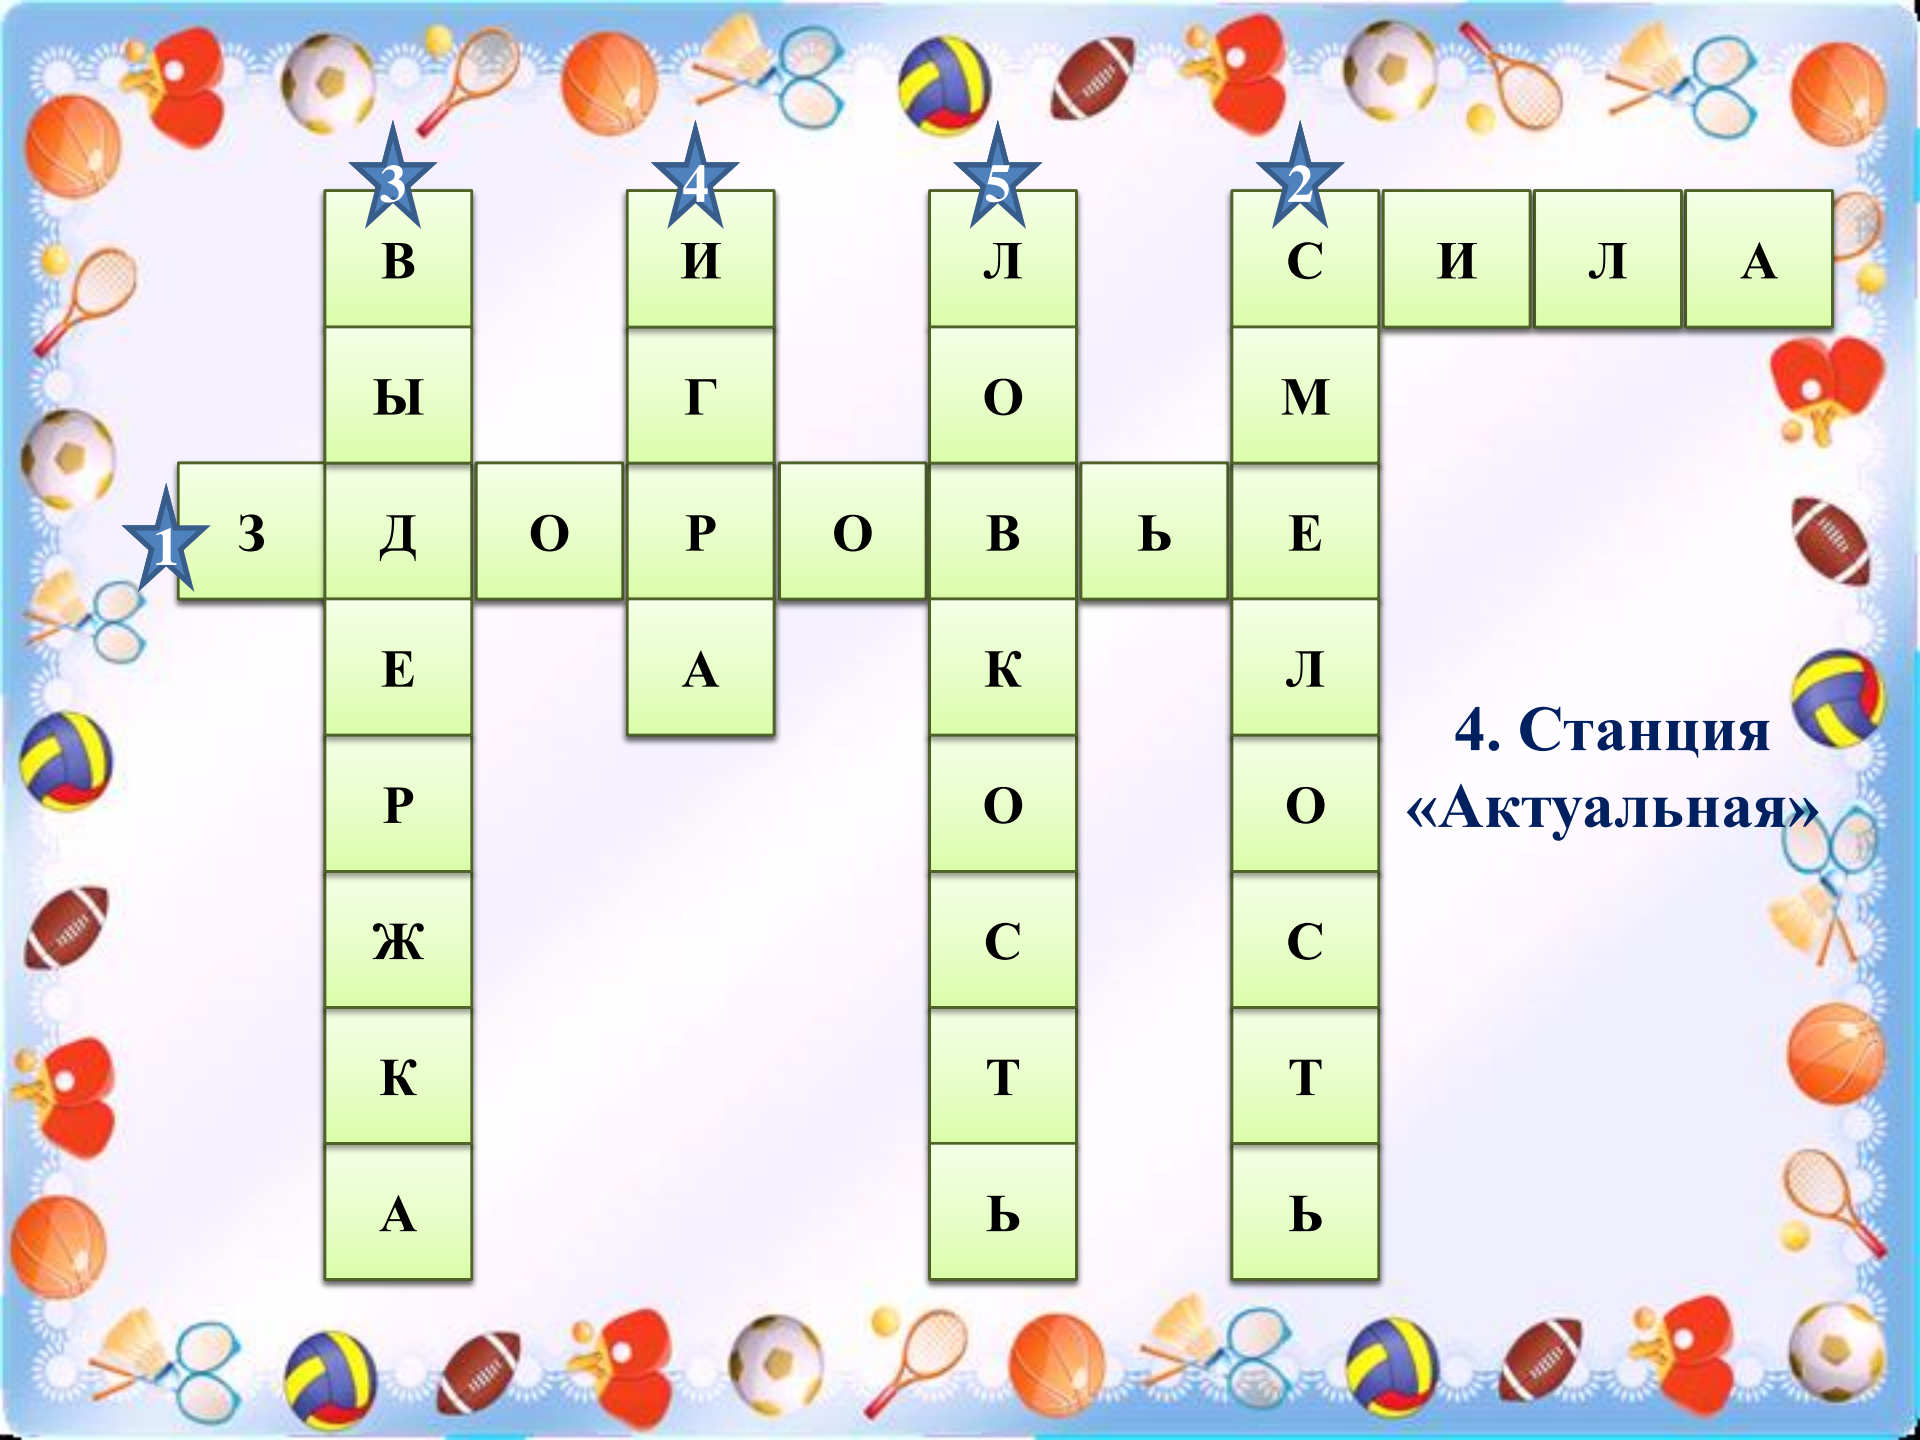 3 4 5 2
В И Л С И Л А
Ы Г О М
1 З Д О Р О В Ь Е
Е А К Л
4. Станция
«Актуальная»
Р О О
Ж С С
К Т Т
А Ь Ь